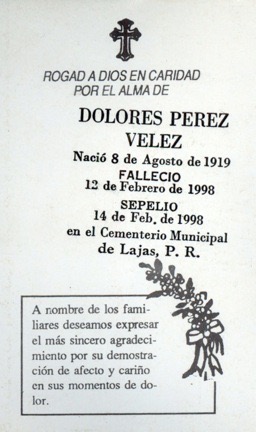 ROGAD A DIOS EN CARIDAD
POR EL ALMA DE
DOLORES PEREZ
VELEZ
Nació 8 de Agosto de 1919
FALLECIO
12 de Febrero de 1998
SEPELIO
14 de Feb. de 1998
en el Cementerio Municipal
de Lajas, P. R.
A nombre de los fami-
liares deseamos expresar
el más sincero agradeci-
miento por su demostra-
ción de afecto y cariño
en sus momentos de do-
lor.